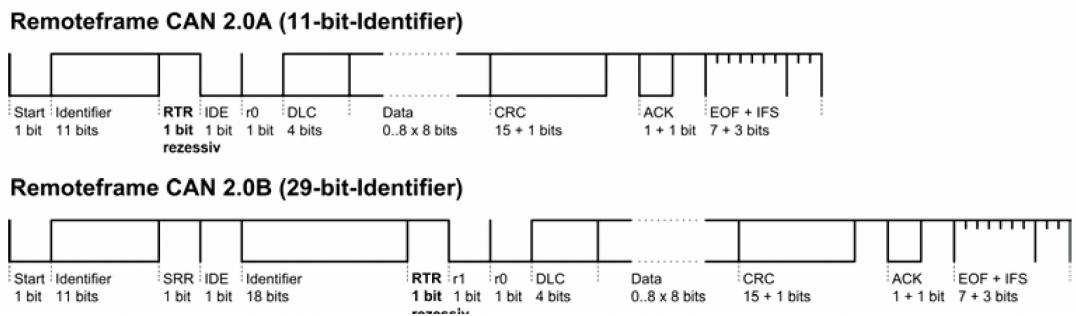 Remoteframe CAN 2.0A (11-bit-Identifier)
Start Identifier RTR IDE r0 DLC Data CRC ACK EOF + IFS
1 bit 11 bits 1 bit 1 bit 1 bit 4 bits 0..8 x 8 bits 15 + 1 bits 1 + 1 bit 7 + 3 bits
rezessiv
Remoteframe CAN 2.0B (29-bit-Identifier)
Start Identifier SRR IDE Identifier RTR r1 r0 DLC Data CRC ACK EOF + IFS
1 bit 11 bits 1 bit 1 bit 18 bits 1 bit 1 bit 1 bit 4 bits 0..8 x 8 bits 15 + 1 bits 1 + 1 bit 7 + 3 bits
rezessiv